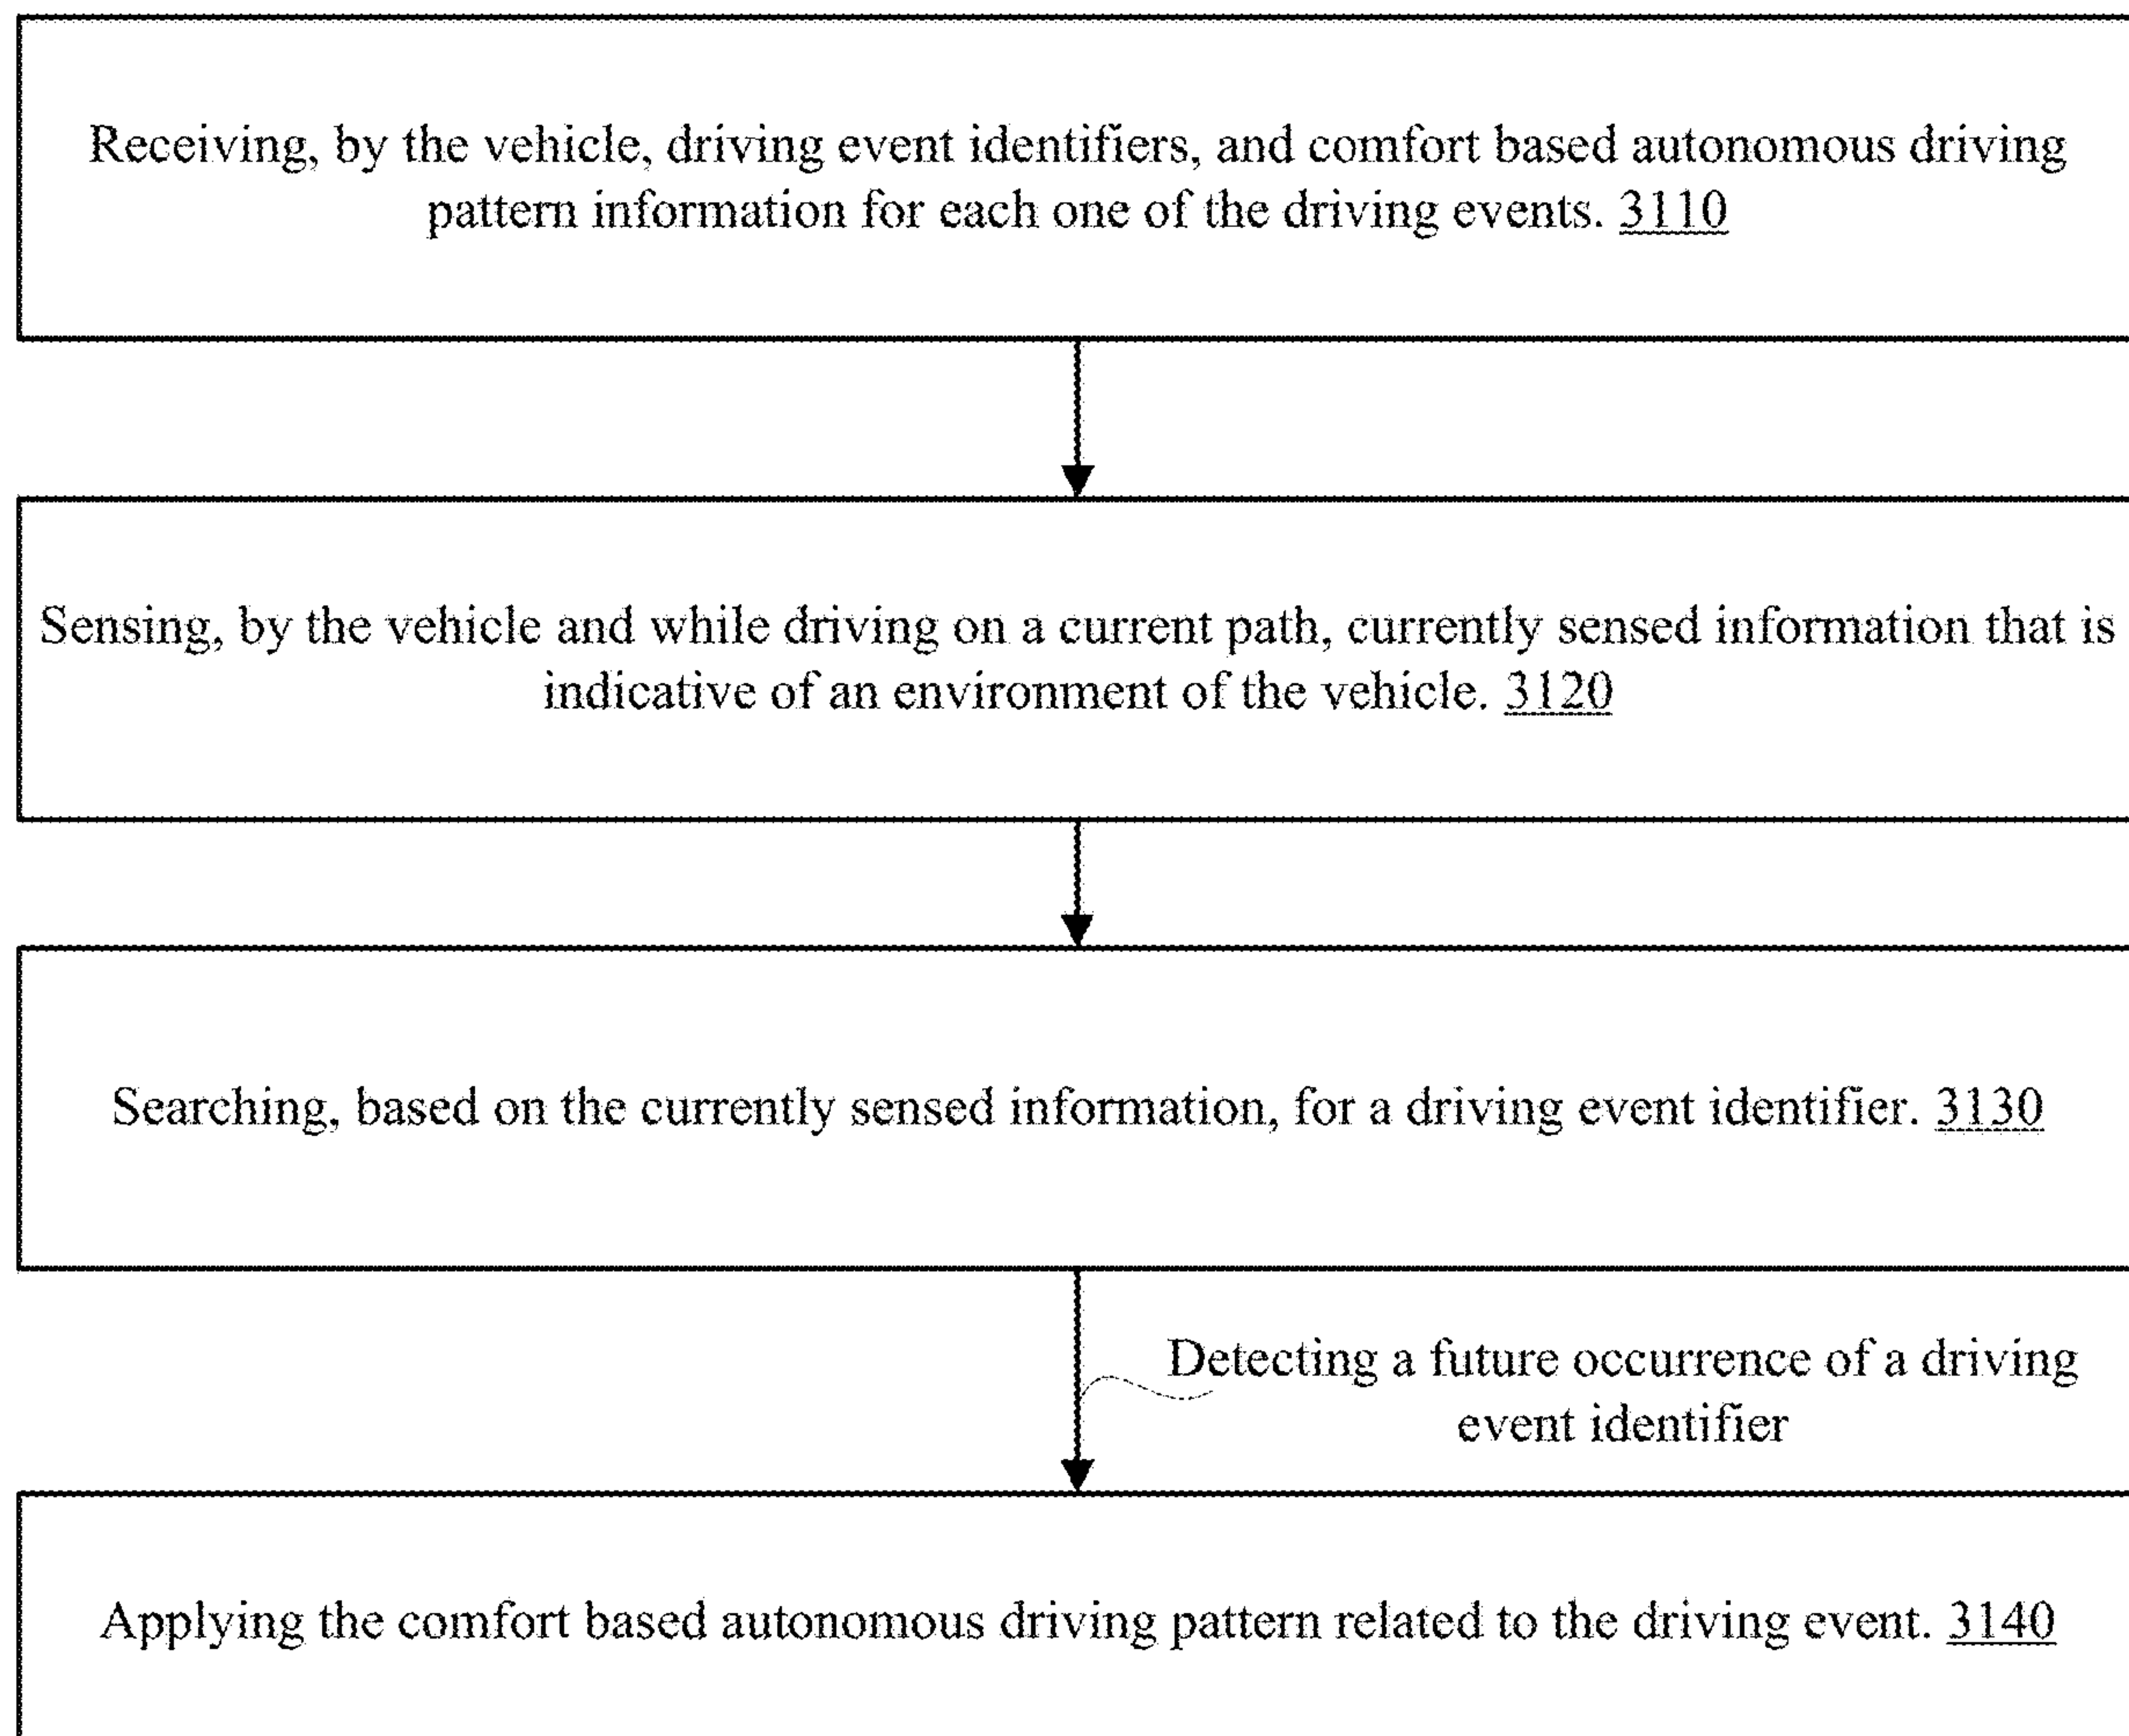 Receiving, by the vehicle, driving event identifiers, and comfort based autonomous driving
pattern information for each one of the driving events. 3110
Sensing, by the vehicle and while driving on a current path, currently sensed information that is
indicative of an environment of the vehicle. 3120
Searching, based on the currently sensed information, for a driving event identifier. 3130
Detecting a future occurrence of a driving
event identifier
Applying the comfort based autonomous driving pattern related to the driving event. 3140